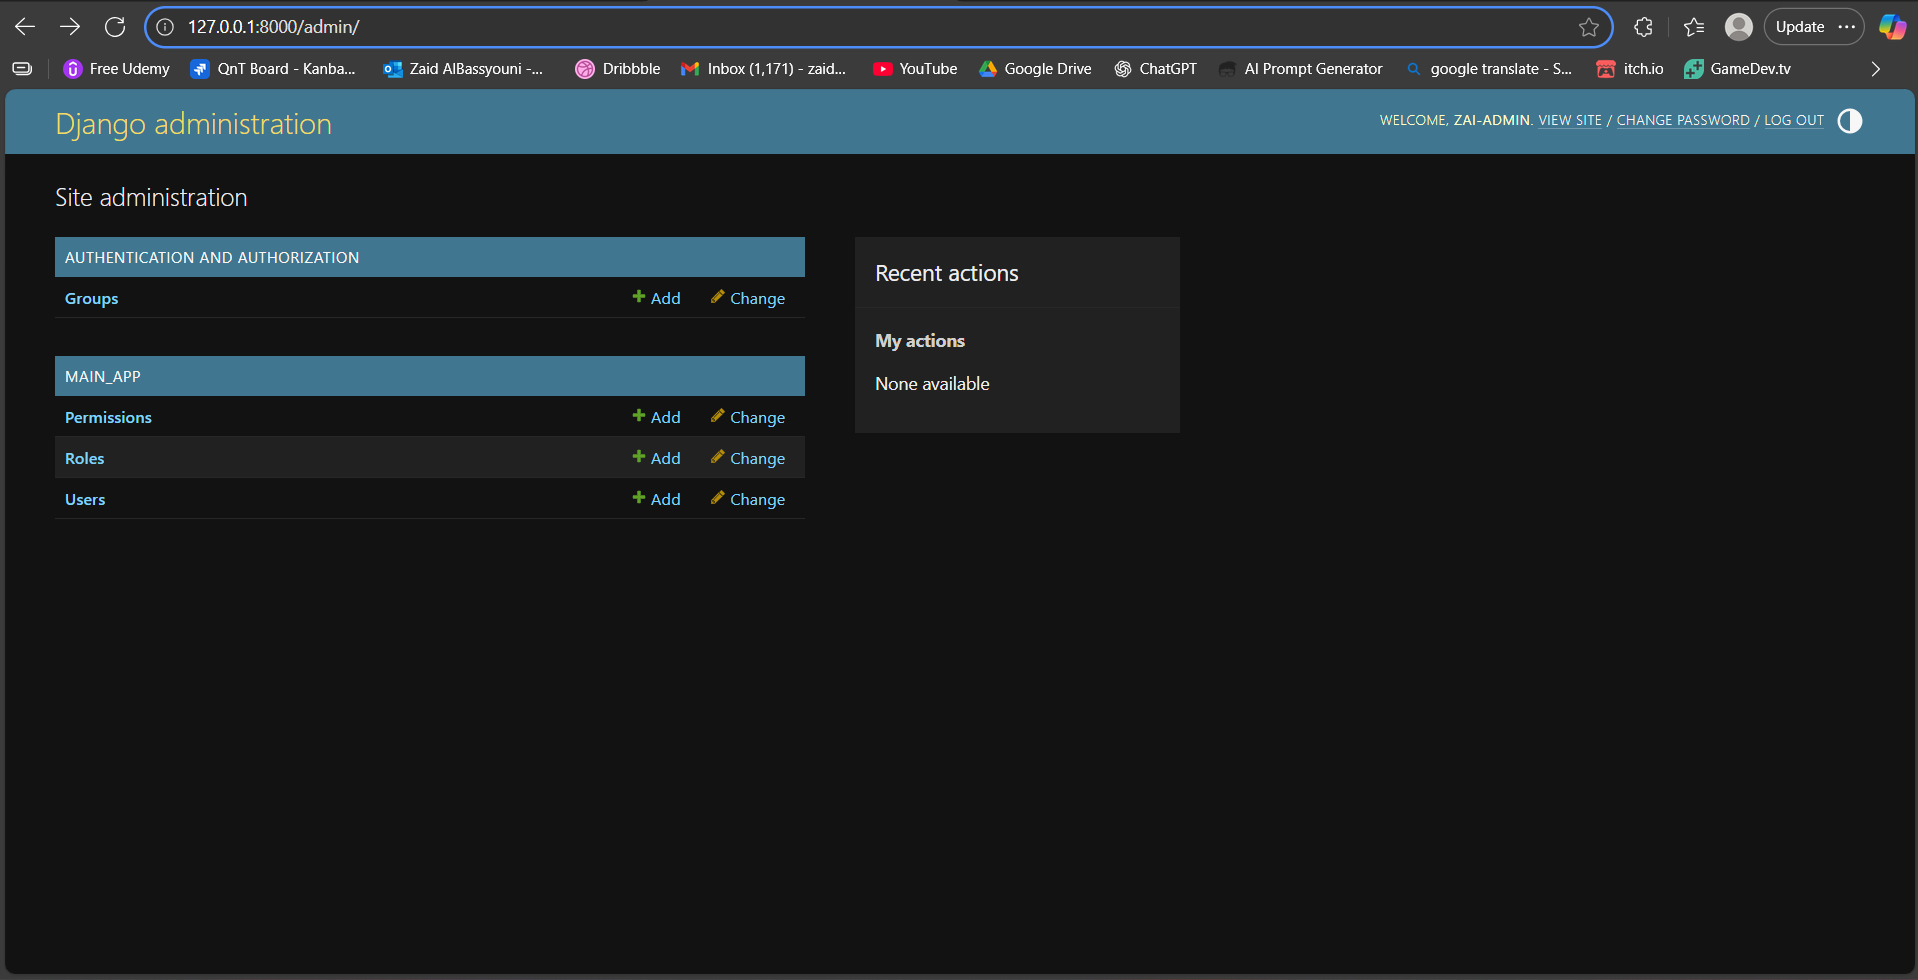 127.0.0.1:8000/admin/
Update
Free Udemy
QnT Board - Kanba...
Zaid AlBassyouni -...
Dribbble
Inbox (1,171) - zaid...
YouTube
Google Drive
ChatGPT
AI Prompt Generator
google translate - S...
itch.io
GameDev.tv
Django administration
WELCOME, ZAI-ADMIN. VIEW SITE / CHANGE PASSWORD / LOG OUT
Site administration
AUTHENTICATION AND AUTHORIZATION
Groups Add Change
MAIN_APP
Permissions Add Change
Roles Add Change
Users Add Change
Recent actions
My actions
None available